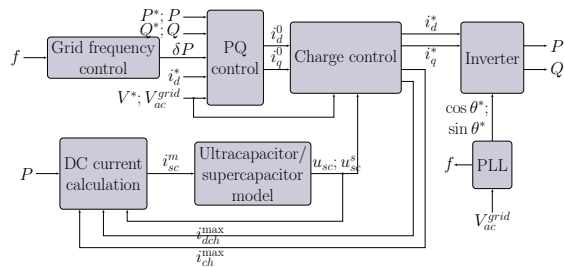 P*; P
Q*; Q
f
Grid frequency
control
δP
i_d^*
V*; V_ac^grid
PQ
control
i_d^0
i_q^0
Charge control
i_d^*
i_q^*
Inverter
P
Q
cos θ*;
sin θ*
f
PLL
V_ac^grid
P
DC current
calculation
i_sc^m
Ultracapacitor/
supercapacitor
model
u_sc; u_sc^s
i_dch^max
i_ch^max